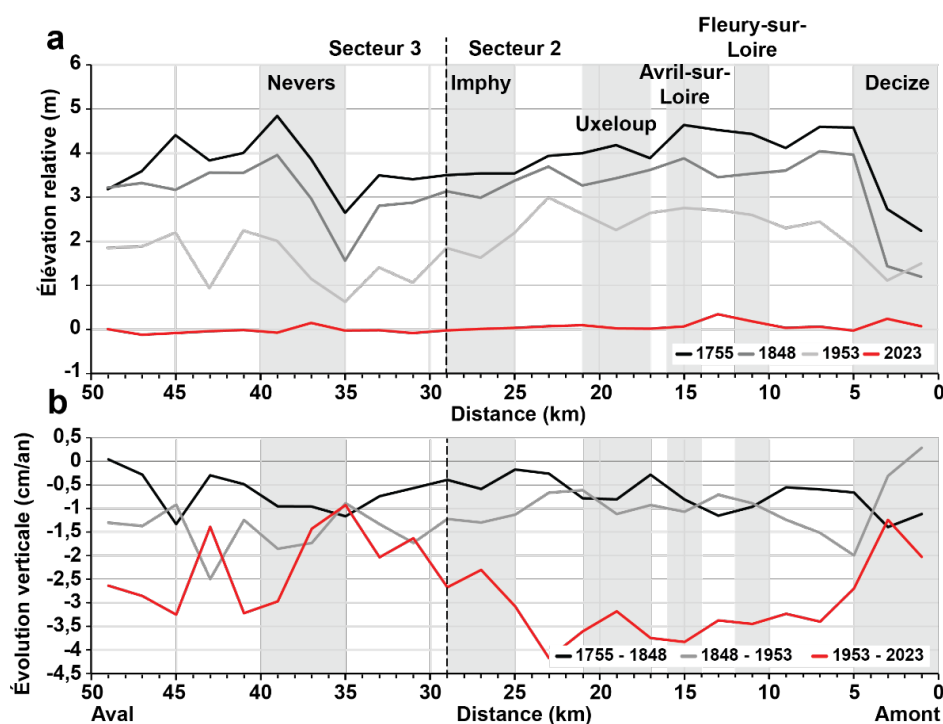 a
Fleury-sur-
Loire
Secteur 3
Secteur 2
Avril-sur-
Loire
Nevers
Imphy
Uxeloup
Decize
Élévation relative (m)
6
5
4
3
2
1
0
-1
1755
1848
1953
2023
50 45 40 35 30 25 20 15 10 5 0
Distance (km)
b
Évolution verticale (cm/an)
0,5
0
-0,5
-1
-1,5
-2
-2,5
-3
-3,5
-4
-4,5
1755 - 1848
1848 - 1953
1953 - 2023
50 45 40 35 30 25 20 15 10 5 0
Aval
Distance (km)
Amont